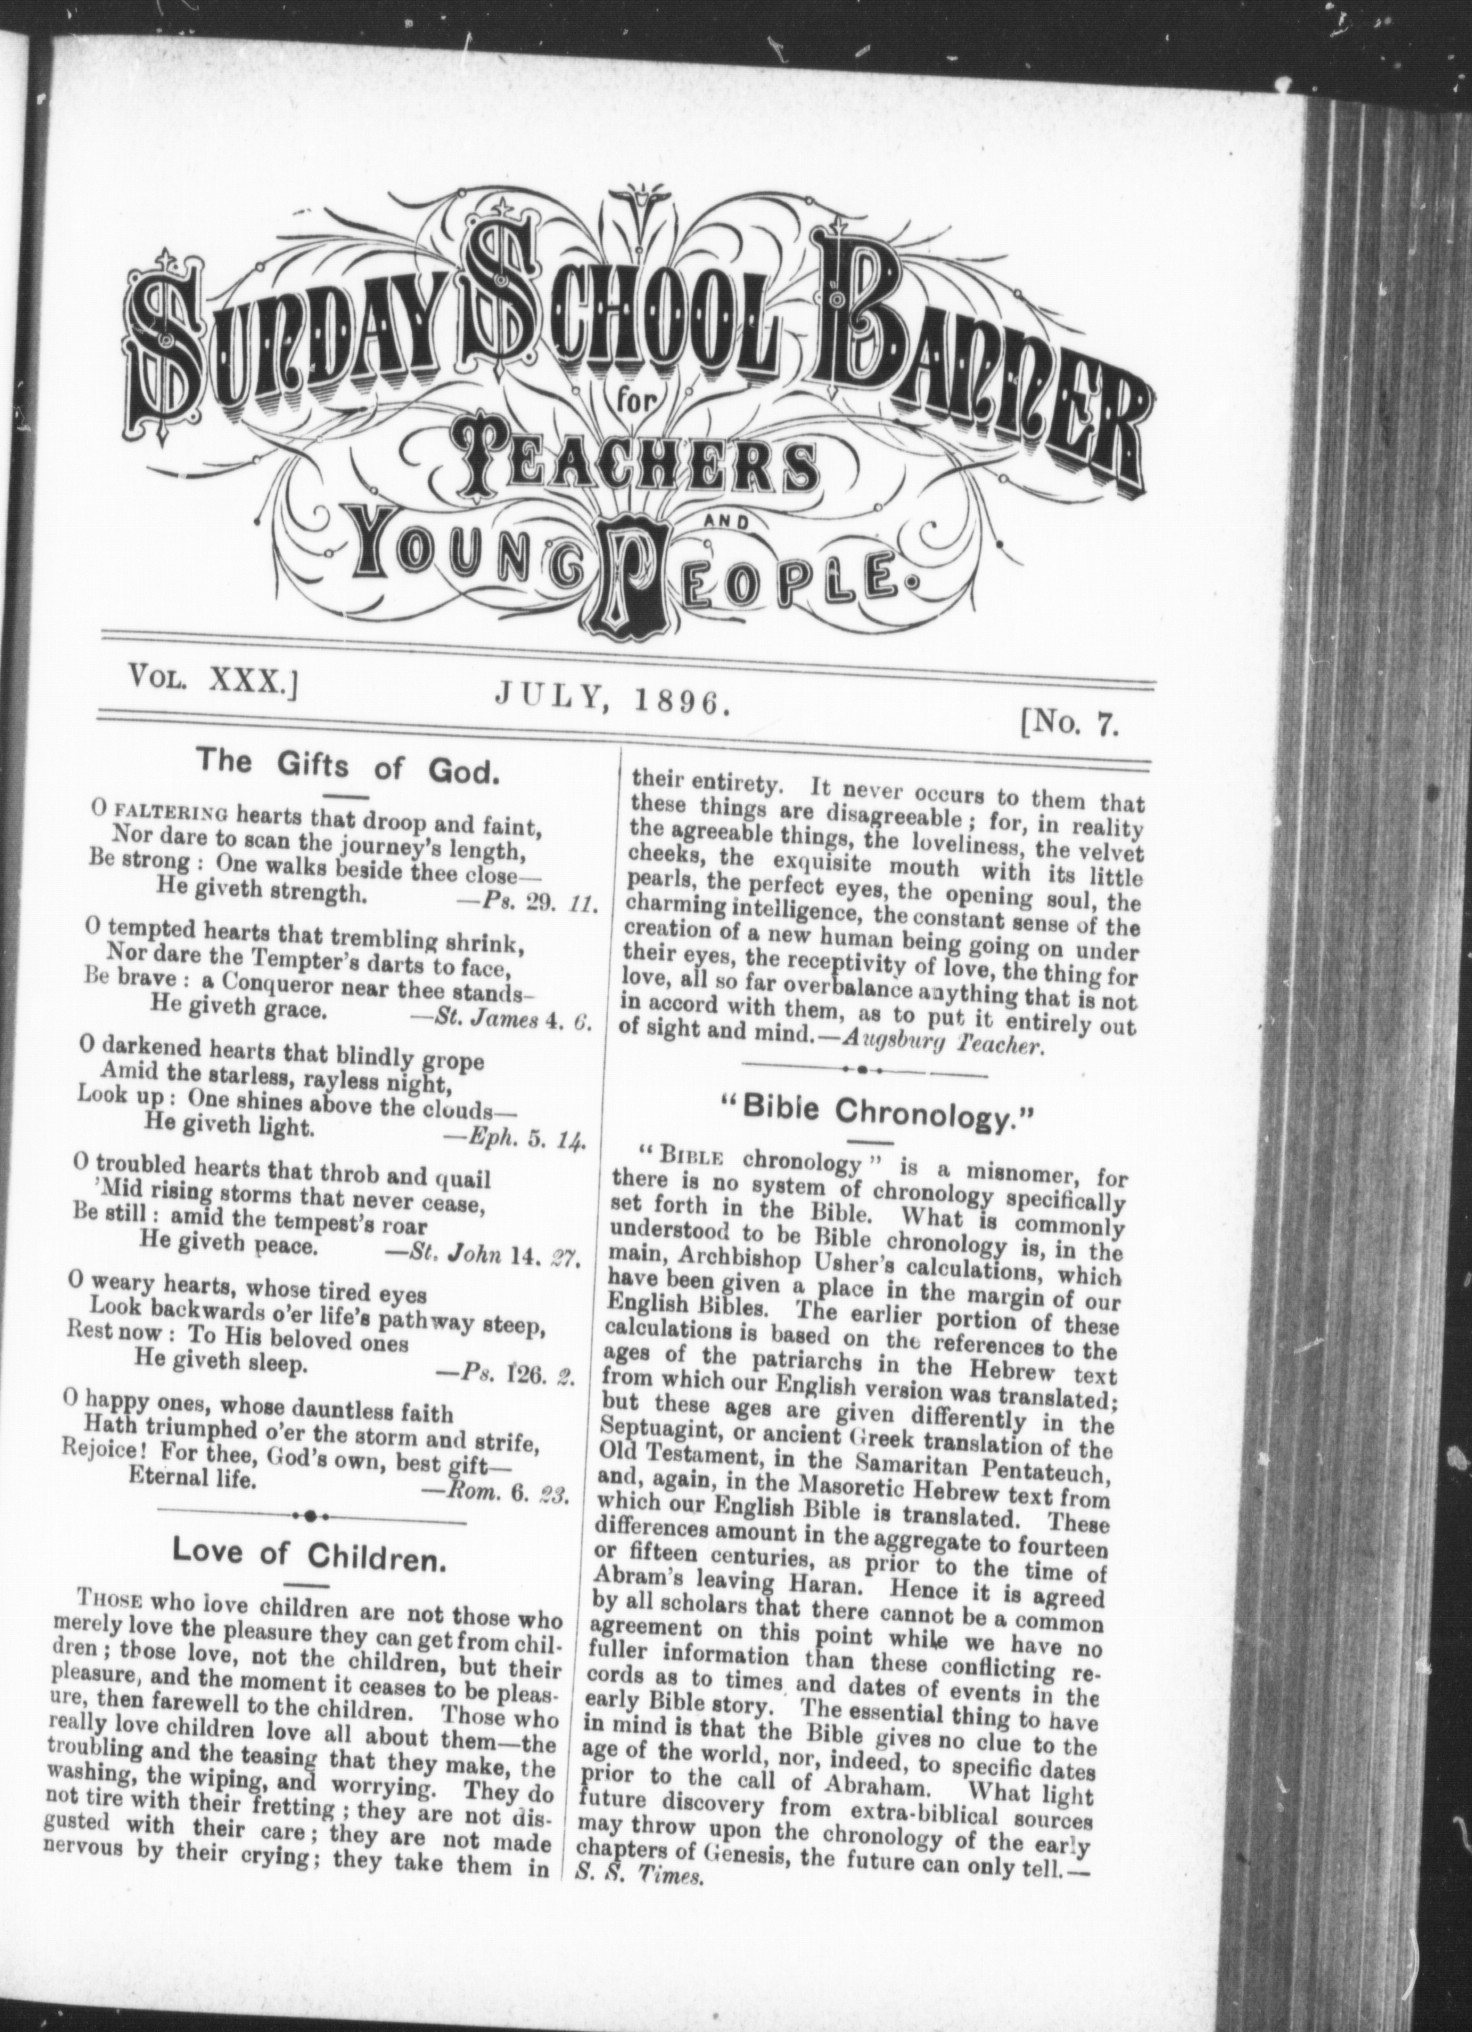 SUNDAY SCHOOL BANNER
for
TEACHERS
AND
YOUNG PEOPLE.
VOL. XXX.] JULY, 1896. [No. 7.
The Gifts of God.
O FALTERING hearts that droop and faint,
Nor dare to scan the journey's length,
Be strong : One walks beside thee close—
He giveth strength. —Ps. 29. 11.
O tempted hearts that trembling shrink,
Nor dare the Tempter's darts to face,
Be brave : a Conqueror near thee stands-
He giveth grace. —St. James 4. 6.
O darkened hearts that blindly grope
Amid the starless, rayless night,
Look up : One shines above the clouds—
He giveth light. —Eph. 5. 14.
O troubled hearts that throb and quail
'Mid rising storms that never cease,
Be still : amid the tempest's roar
He giveth peace. —St. John 14. 27.
O weary hearts, whose tired eyes
Look backwards o'er life's pathway steep,
Rest now : To His beloved ones
He giveth sleep. —Ps. 126. 2.
O happy ones, whose dauntless faith
Hath triumphed o'er the storm and strife,
Rejoice! For thee, God's own, best gift—
Eternal life. —Rom. 6. 23.
Love of Children.
THOSE who love children are not those who
merely love the pleasure they can get from chil-
dren ; those love, not the children, but their
pleasure, and the moment it ceases to be pleas-
ure, then farewell to the children. Those who
really love children love all about them—the
troubling and the teasing that they make, the
washing, the wiping, and worrying. They do
not tire with their fretting ; they are not dis-
gusted with their care ; they are not made
nervous by their crying; they take them in
their entirety. It never occurs to them that
these things are disagreeable ; for, in reality
the agreeable things, the loveliness, the velvet
cheeks, the exquisite mouth with its little
pearls, the perfect eyes, the opening soul, the
charming intelligence, the constant sense of the
creation of a new human being going on under
their eyes, the receptivity of love, the thing for
love, all so far overbalance anything that is not
in accord with them, as to put it entirely out
of sight and mind.—Augsburg Teacher.
"Bible Chronology."
"BIBLE chronology" is a misnomer, for
there is no system of chronology specifically
set forth in the Bible. What is commonly
understood to be Bible chronology is, in the
main, Archbishop Usher's calculations, which
have been given a place in the margin of our
English Bibles. The earlier portion of these
calculations is based on the references to the
ages of the patriarchs in the Hebrew text
from which our English version was translated;
but these ages are given differently in the
Septuagint, or ancient Greek translation of the
Old Testament, in the Samaritan Pentateuch,
and, again, in the Masoretic Hebrew text from
which our English Bible is translated. These
differences amount in the aggregate to fourteen
or fifteen centuries, as prior to the time of
Abram's leaving Haran. Hence it is agreed
by all scholars that there cannot be a common
agreement on this point while we have no
fuller information than these conflicting re-
cords as to times and dates of events in the
early Bible story. The essential thing to have
in mind is that the Bible gives no clue to the
age of the world, nor, indeed, to specific dates
prior to the call of Abraham. What light
future discovery from extra-biblical sources
may throw upon the chronology of the early
chapters of Genesis, the future can only tell.—
S. S. Times.